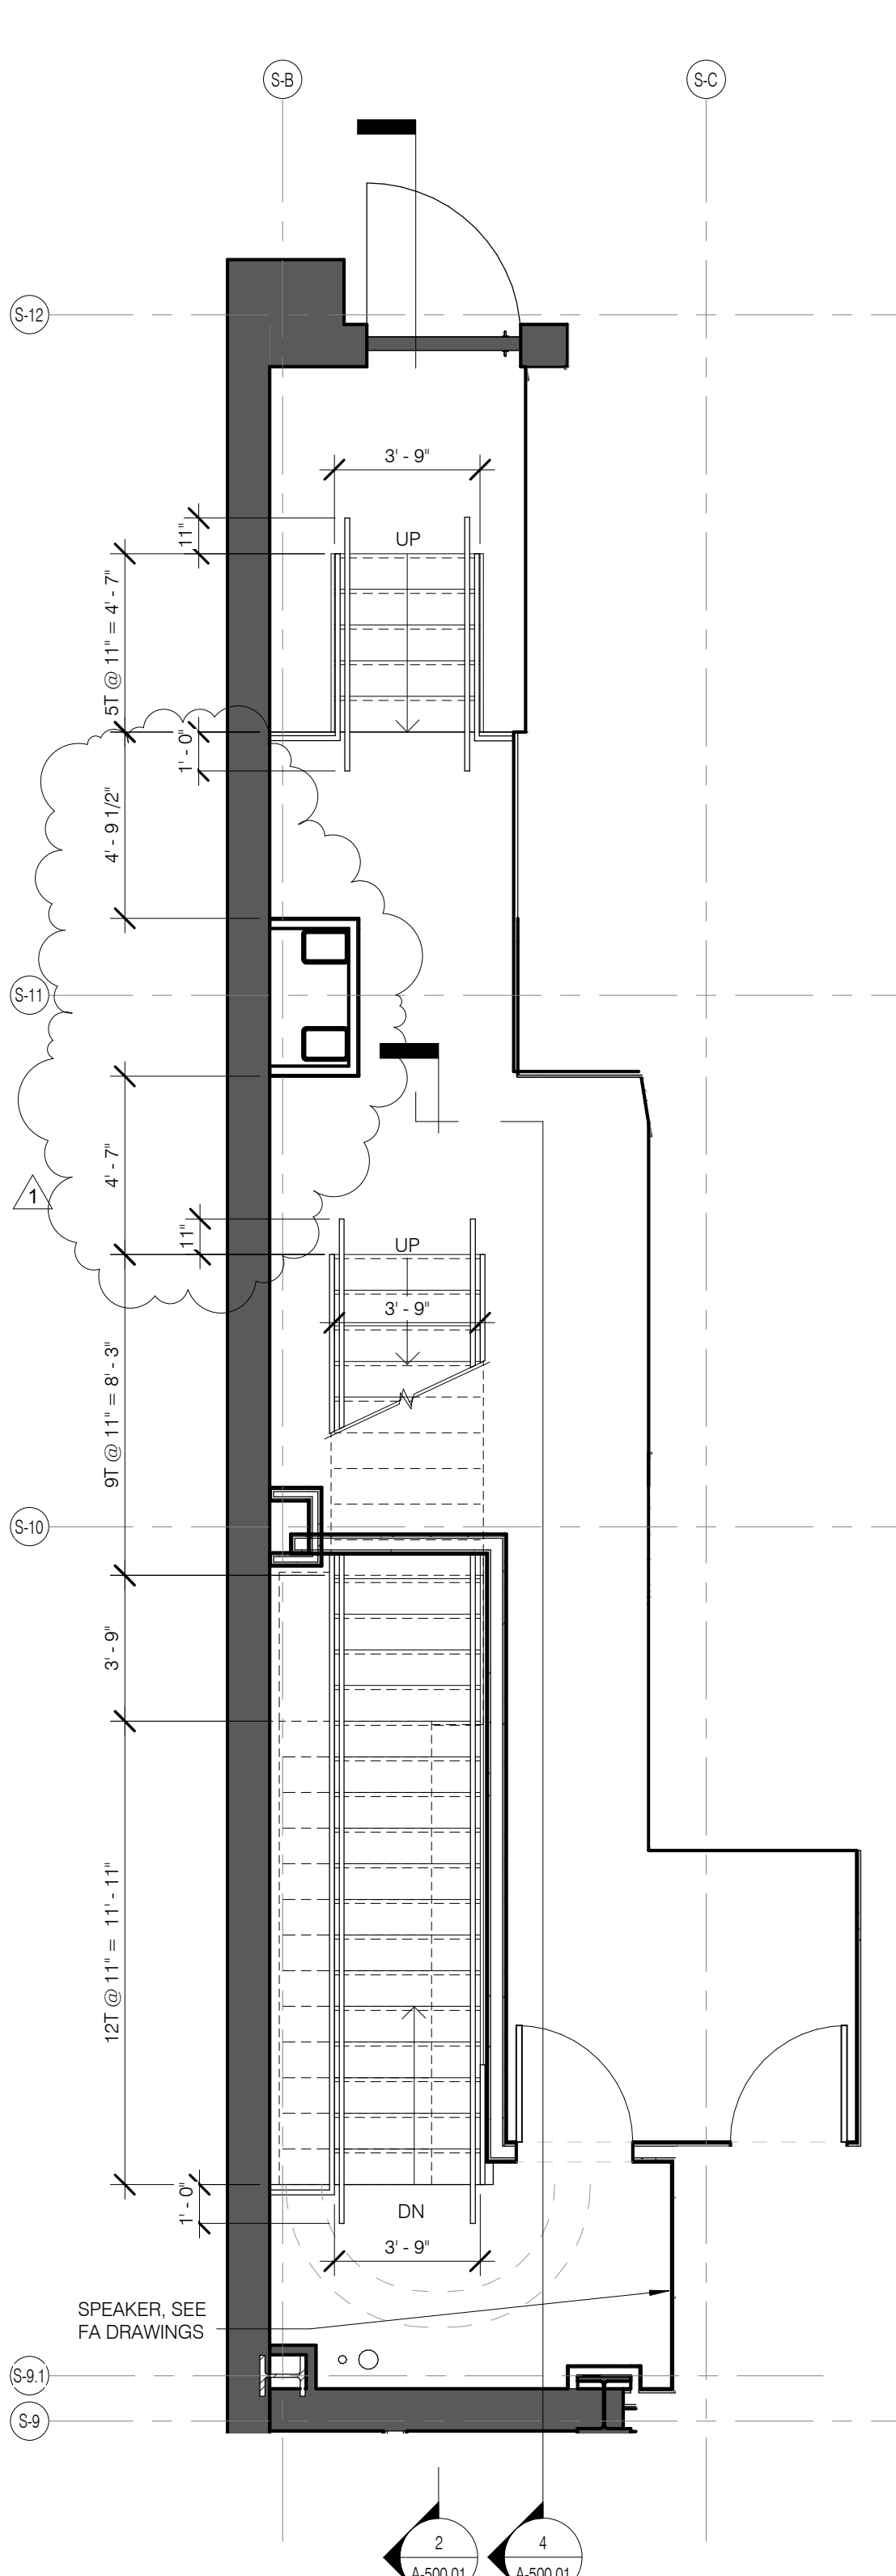 S-B
S-C
S-12
3' - 9"
11"
UP
5T @ 11" = 4' - 7"
1' - 0"
4' - 9 1/2"
S-11
4' - 7"
1
11"
UP
3' - 9"
9T @ 11" = 8' - 3"
S-10
3' - 9"
12T @ 11" = 11' - 11"
1' - 0"
DN
3' - 9"
SPEAKER, SEE
FA DRAWINGS
S-9.1
S-9
2
A-500.01
4
A-500.01